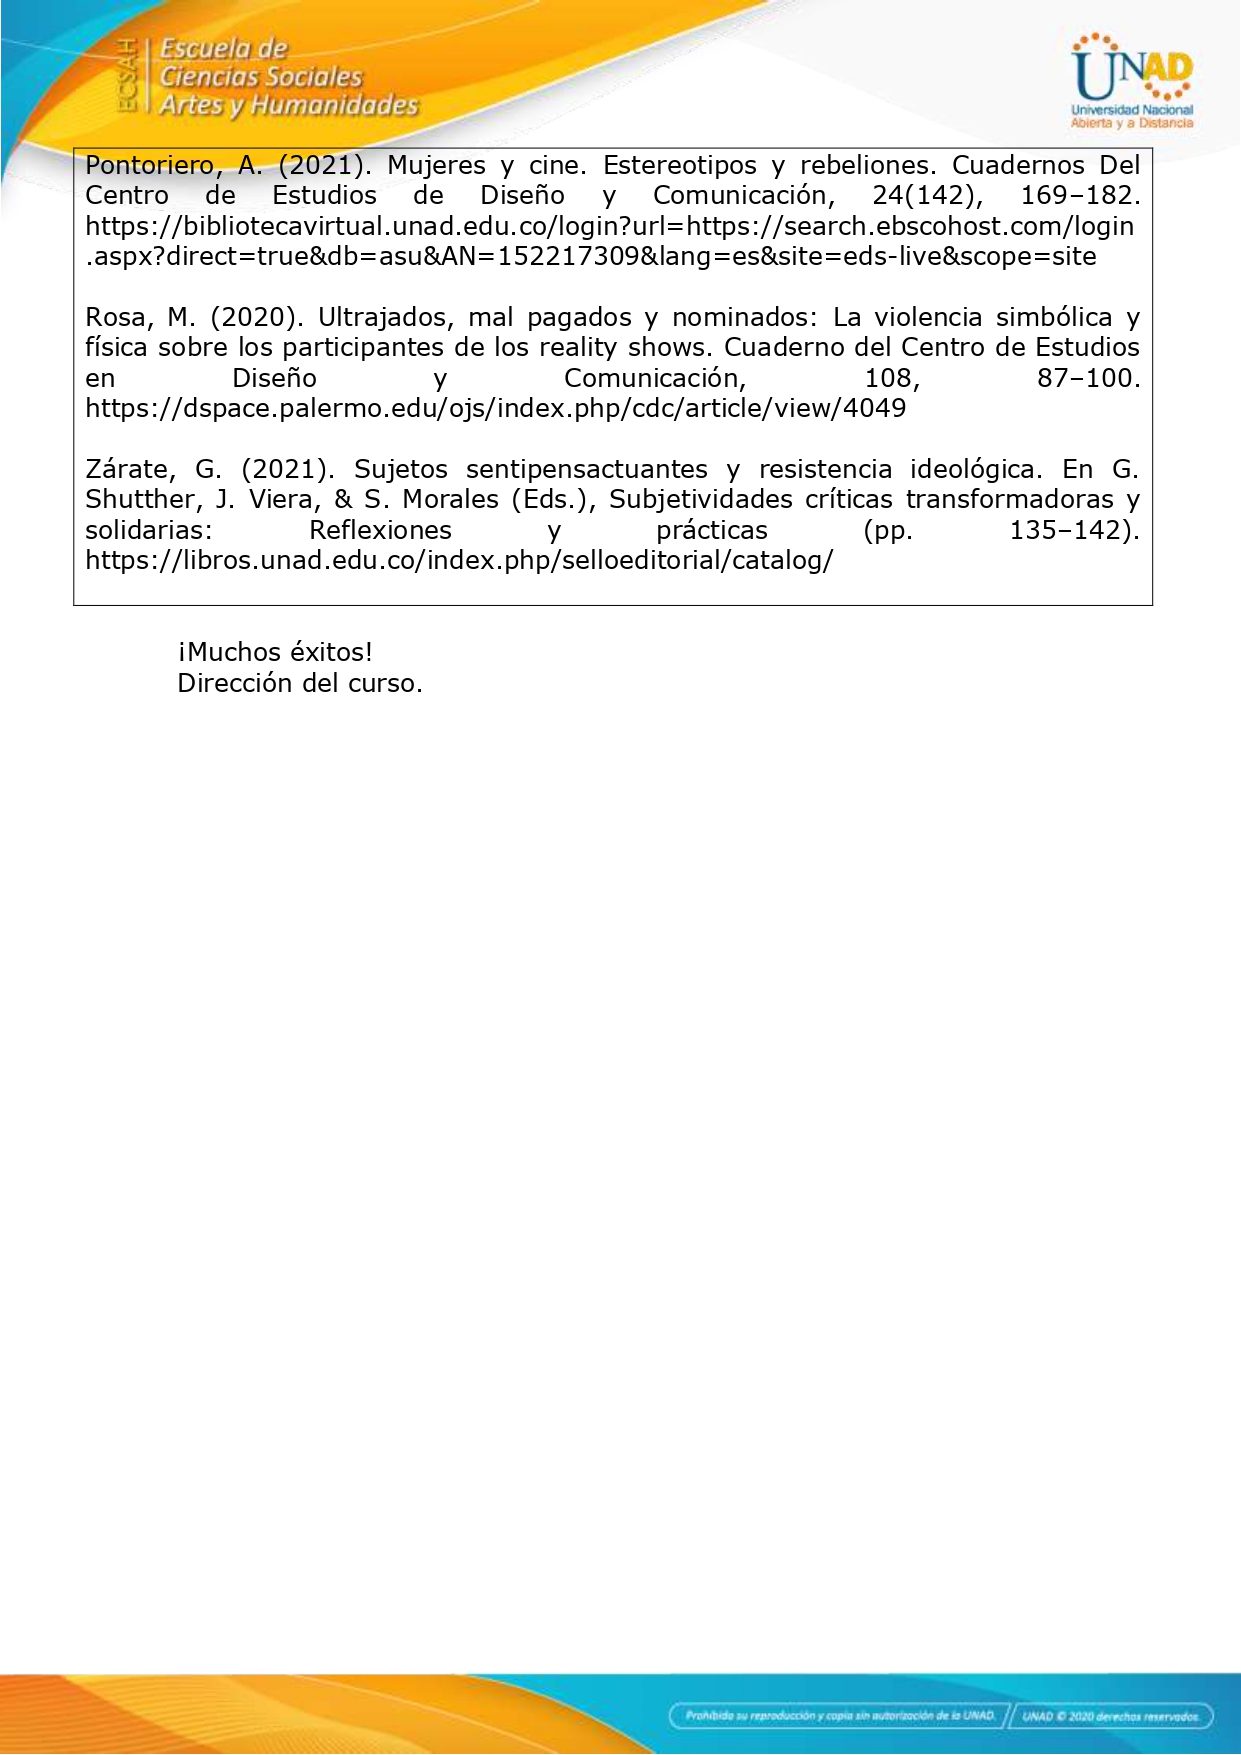 ECSAH
Escuela de
Ciencias Sociales
Artes y Humanidades
UNAD
Universidad Nacional
Abierta y a Distancia
Pontoriero, A. (2021). Mujeres y cine. Estereotipos y rebeliones. Cuadernos Del
Centro de Estudios de Diseño y Comunicación, 24(142), 169–182.
https://bibliotecavirtual.unad.edu.co/login?url=https://search.ebscohost.com/login
.aspx?direct=true&db=asu&AN=152217309&lang=es&site=eds-live&scope=site
Rosa, M. (2020). Ultrajados, mal pagados y nominados: La violencia simbólica y
física sobre los participantes de los reality shows. Cuaderno del Centro de Estudios
en Diseño y Comunicación, 108, 87–100.
https://dspace.palermo.edu/ojs/index.php/cdc/article/view/4049
Zárate, G. (2021). Sujetos sentipensactuantes y resistencia ideológica. En G.
Shutther, J. Viera, & S. Morales (Eds.), Subjetividades críticas transformadoras y
solidarias: Reflexiones y prácticas (pp. 135–142).
https://libros.unad.edu.co/index.php/selloeditorial/catalog/
¡Muchos éxitos!
Dirección del curso.
Prohibida su reproducción y copia sin autorización de la UNAD. // UNAD © 2020 derechos reservados.